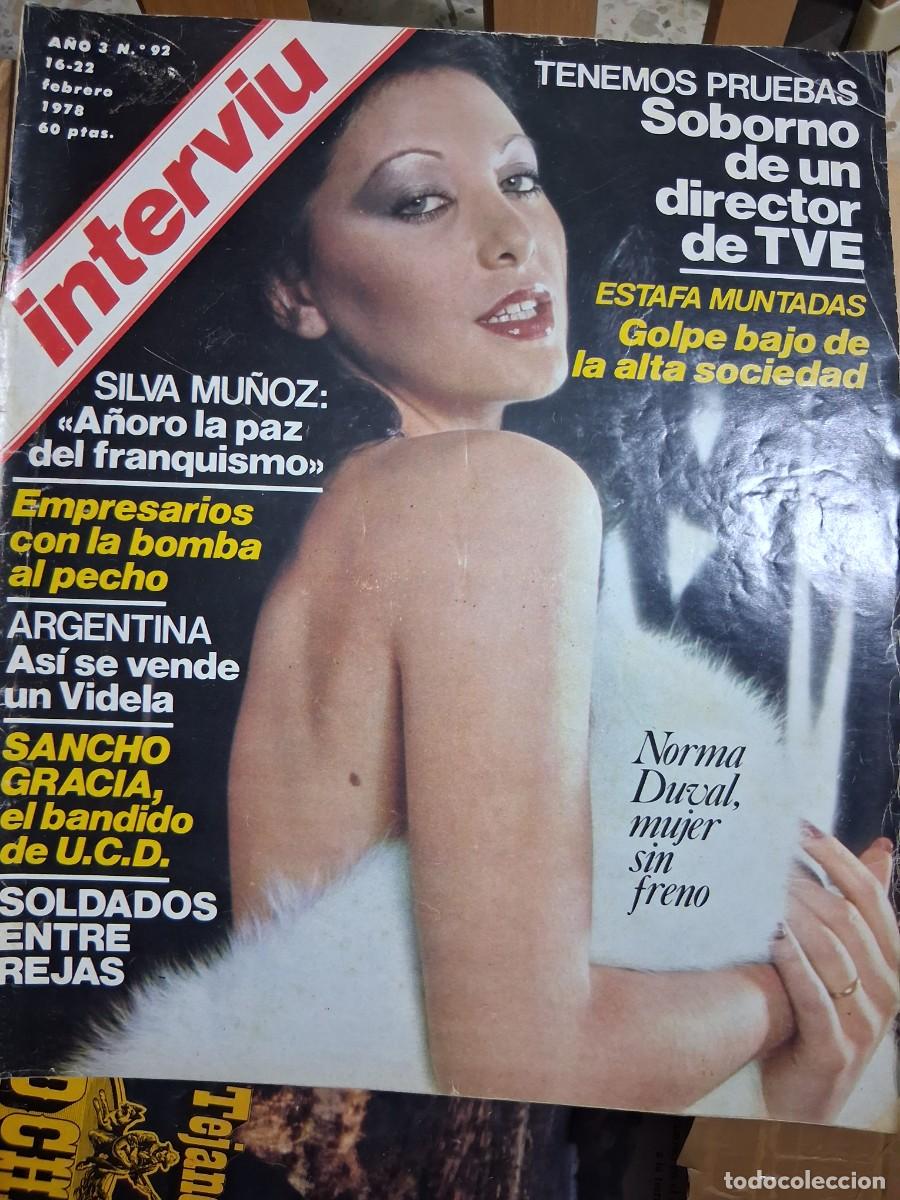 AÑO 3 N.º 92
16-22
febrero
1978
60 ptas.
interviu
TENEMOS PRUEBAS
Soborno
de un
director
de TVE
ESTAFA MUNTADAS
Golpe bajo de
la alta sociedad
SILVA MUÑOZ:
«Añoro la paz
del franquismo»
Empresarios
con la bomba
al pecho
ARGENTINA
Así se vende
un Videla
SANCHO
GRACIA,
el bandido
de U.C.D.
SOLDADOS
ENTRE
REJAS
Norma
Duval,
mujer
sin
freno
OCH
Tejano
todocoleccion